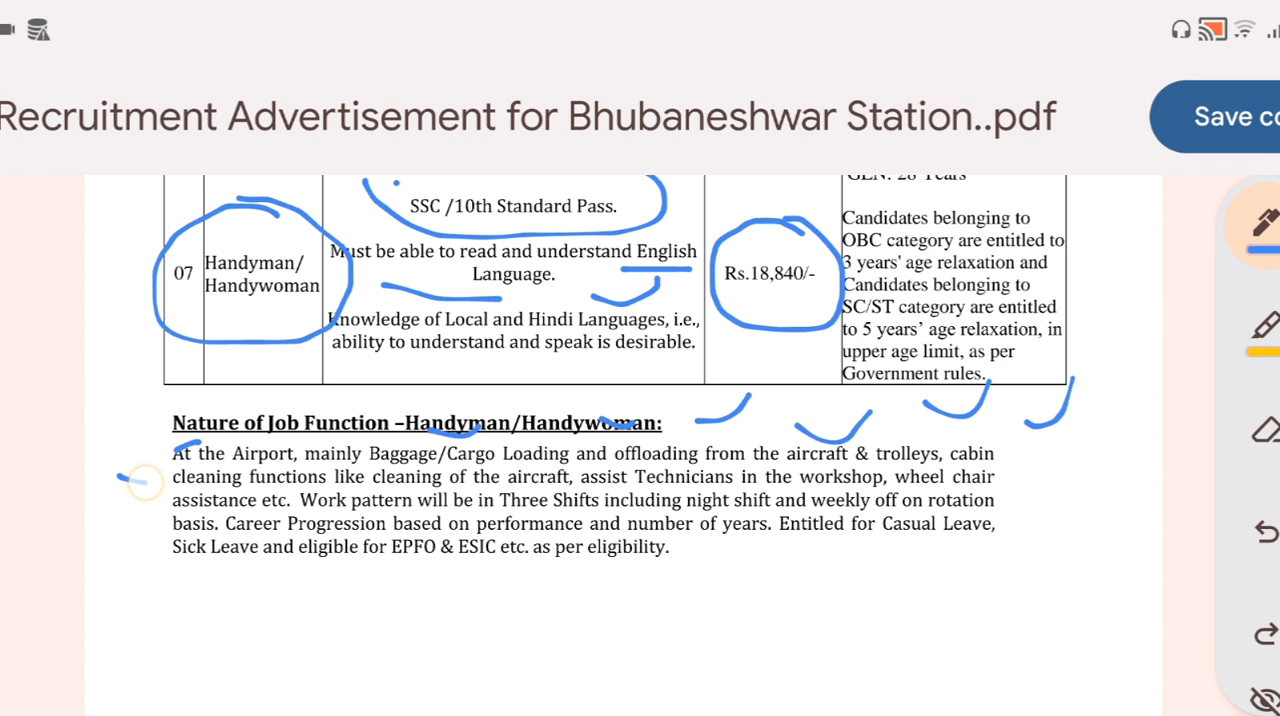 Recruitment Advertisement for Bhubaneshwar Station..pdf
Save
GEN: 28 Years
SSC /10th Standard Pass.
Candidates belonging to
OBC category are entitled to
3 years' age relaxation and
Candidates belonging to
SC/ST category are entitled
to 5 years’ age relaxation, in
upper age limit, as per
Government rules.
07
Handyman/
Handywoman
Must be able to read and understand English
Language.
Knowledge of Local and Hindi Languages, i.e.,
ability to understand and speak is desirable.
Rs.18,840/-
Nature of Job Function –Handyman/Handywoman:
At the Airport, mainly Baggage/Cargo Loading and offloading from the aircraft & trolleys, cabin
cleaning functions like cleaning of the aircraft, assist Technicians in the workshop, wheel chair
assistance etc. Work pattern will be in Three Shifts including night shift and weekly off on rotation
basis. Career Progression based on performance and number of years. Entitled for Casual Leave,
Sick Leave and eligible for EPFO & ESIC etc. as per eligibility.